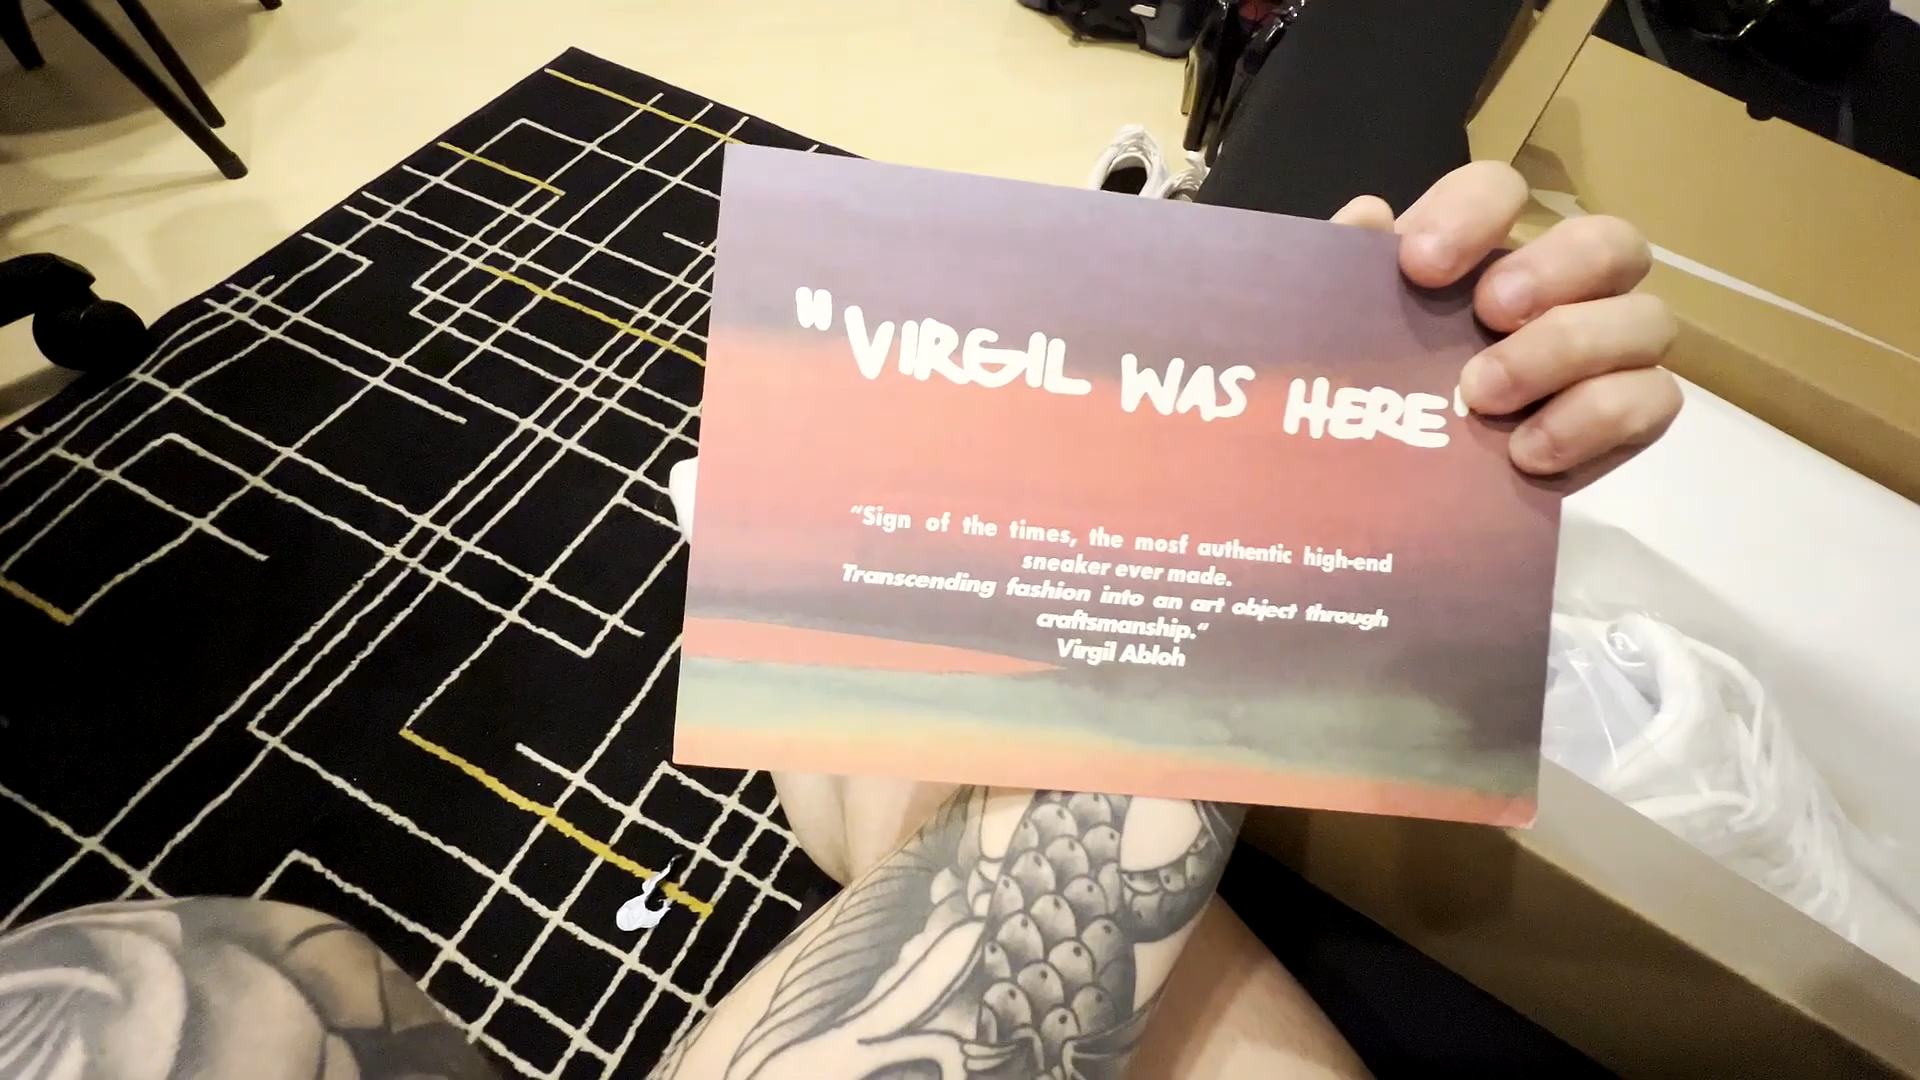 "VIRGIL WAS HERE"
"Sign of the times, the mosf authentic high-end
sneaker ever made.
Transcending fashion into an art object through
craftsmanship."
Virgil Abloh